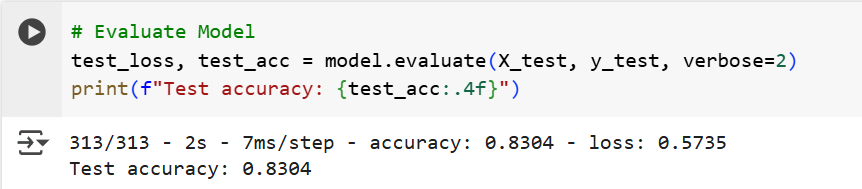 # Evaluate Model
test_loss, test_acc = model.evaluate(X_test, y_test, verbose=2)
print(f"Test accuracy: {test_acc:.4f}")
313/313 - 2s - 7ms/step - accuracy: 0.8304 - loss: 0.5735
Test accuracy: 0.8304